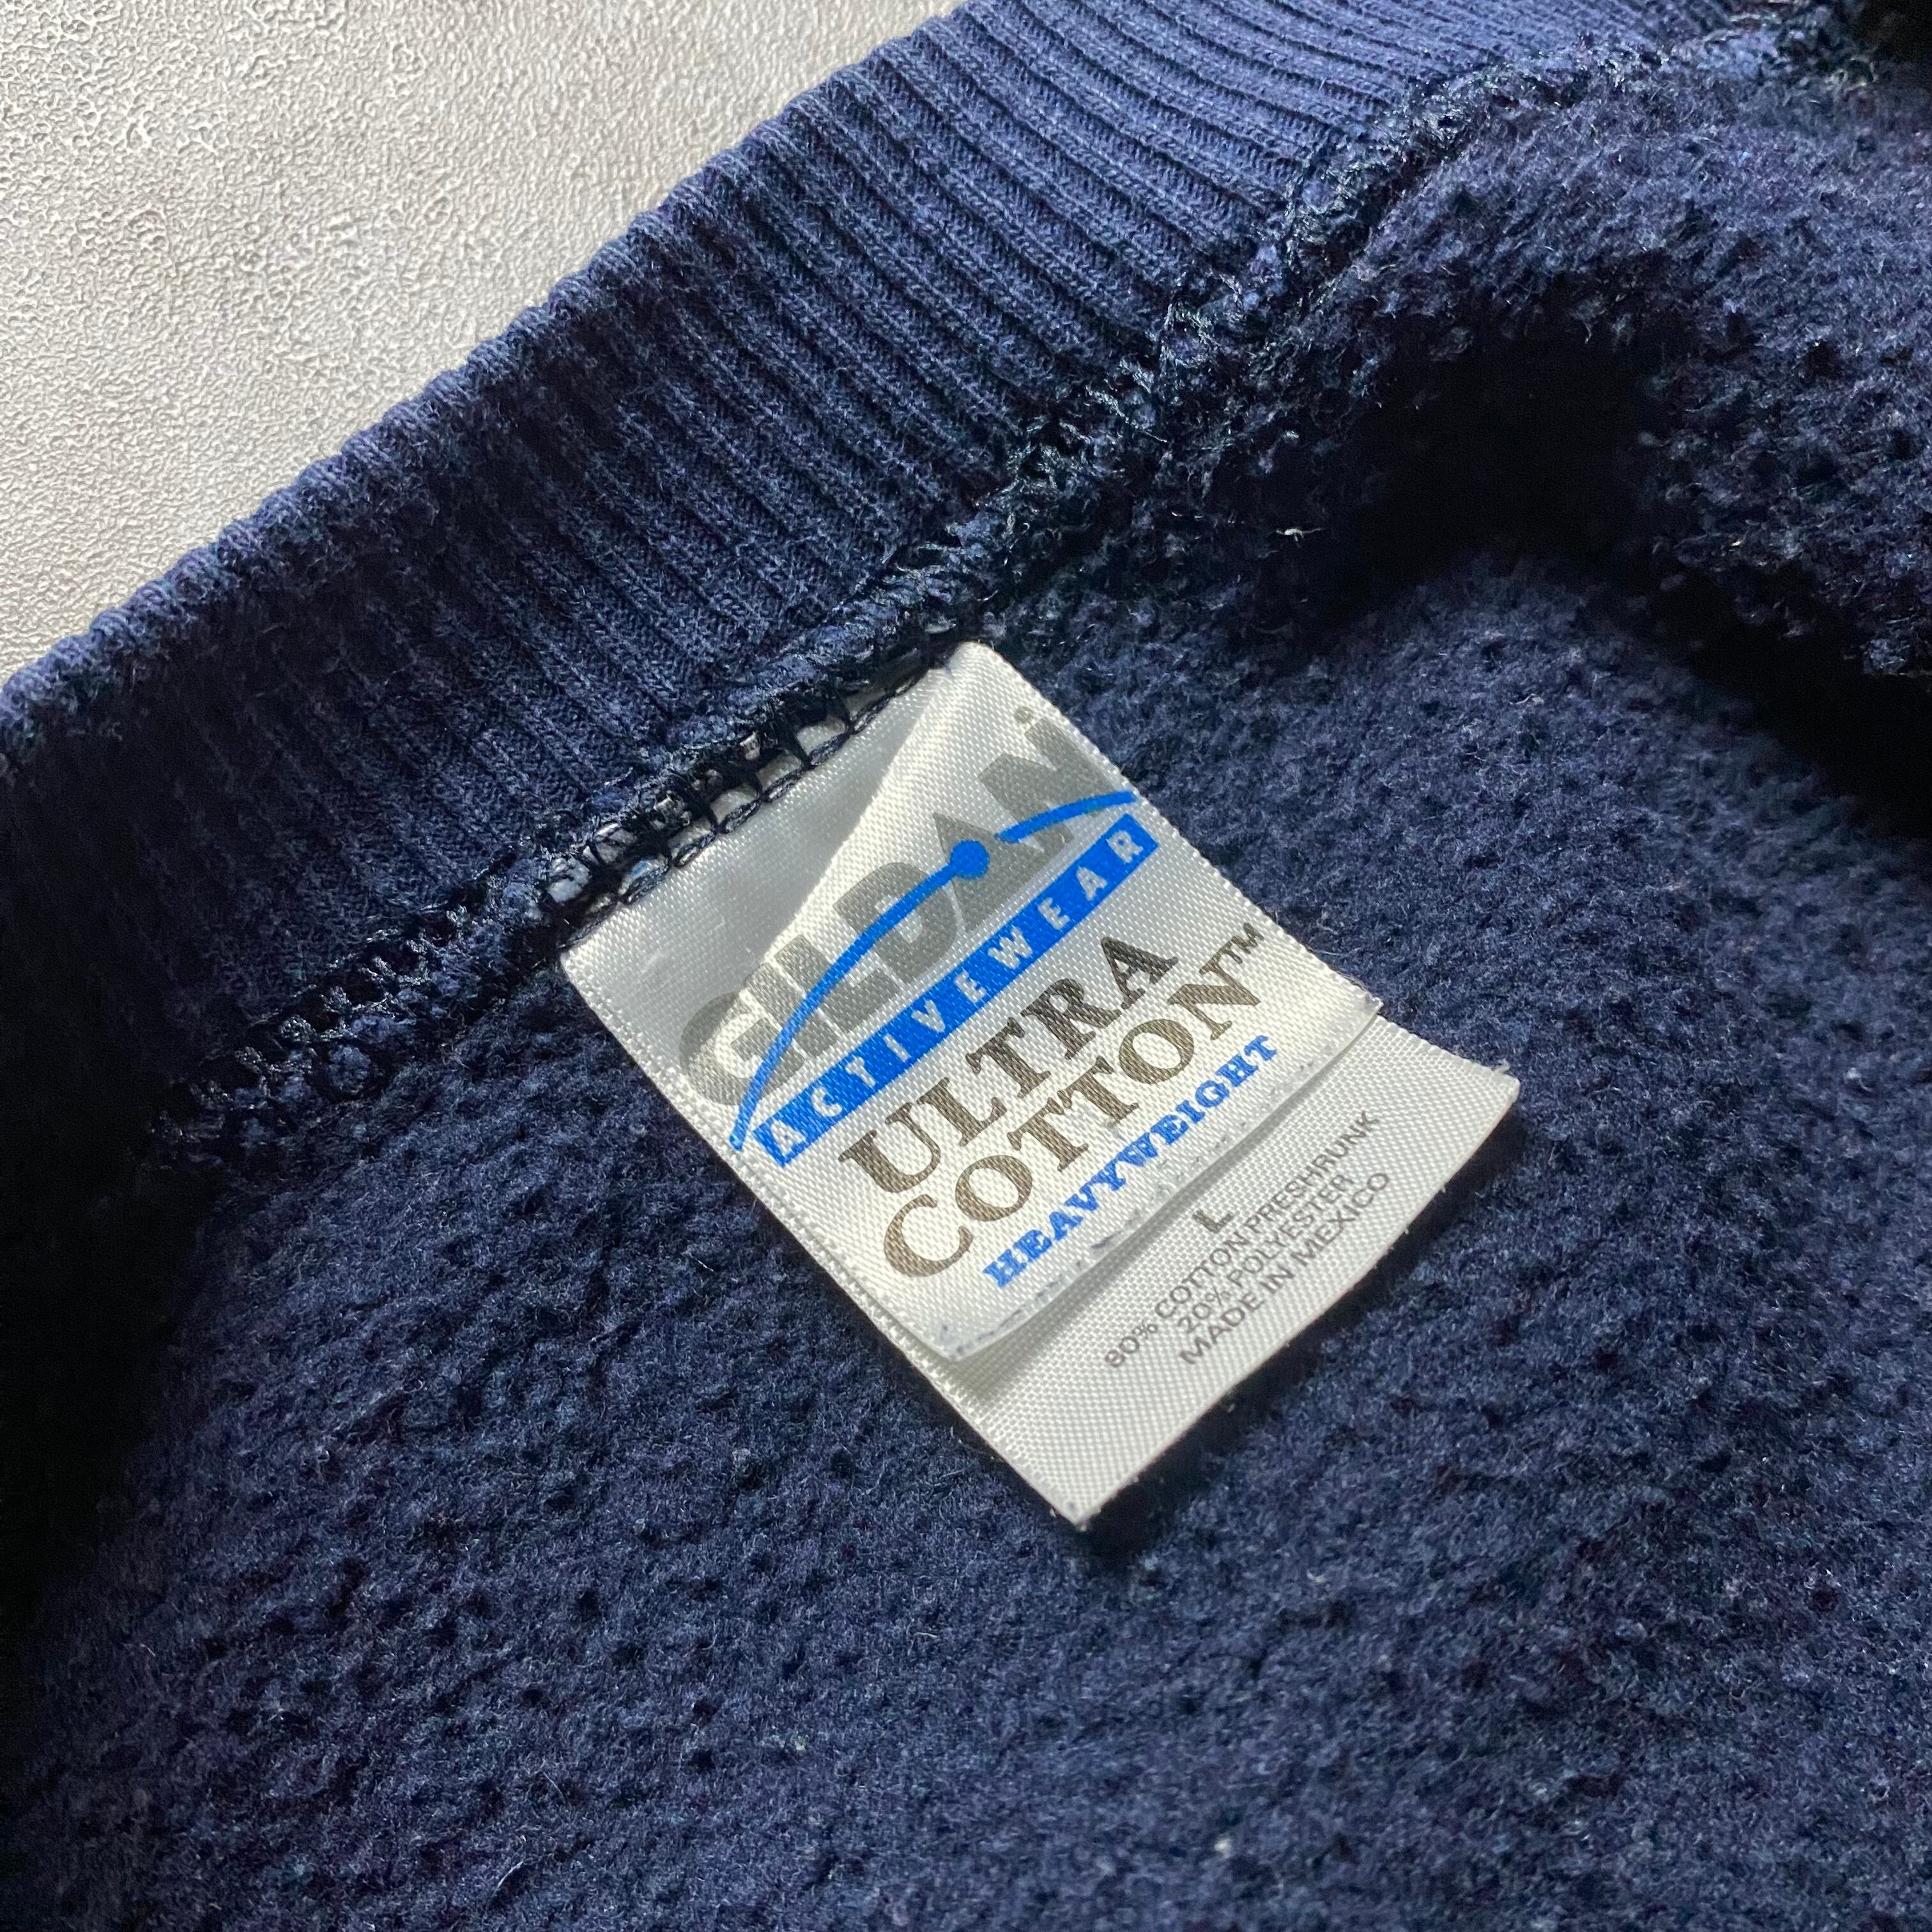 GILDAN
ACTIVEWEAR
ULTRA
COTTON™
HEAVYWEIGHT
L
80% COTTON PRESHRUNK
20% POLYESTER
MADE IN MEXICO